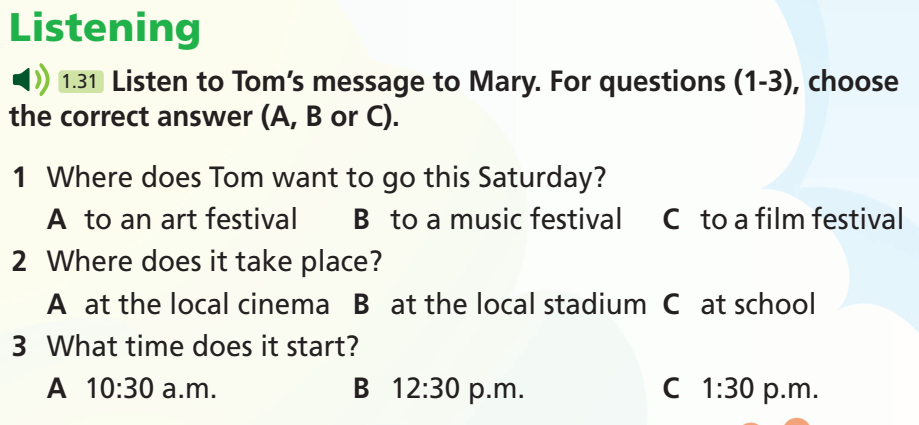 Listening
1.31 Listen to Tom's message to Mary. For questions (1-3), choose
the correct answer (A, B or C).
1 Where does Tom want to go this Saturday?
A to an art festival B to a music festival C to a film festival
2 Where does it take place?
A at the local cinema B at the local stadium C at school
3 What time does it start?
A 10:30 a.m. B 12:30 p.m. C 1:30 p.m.